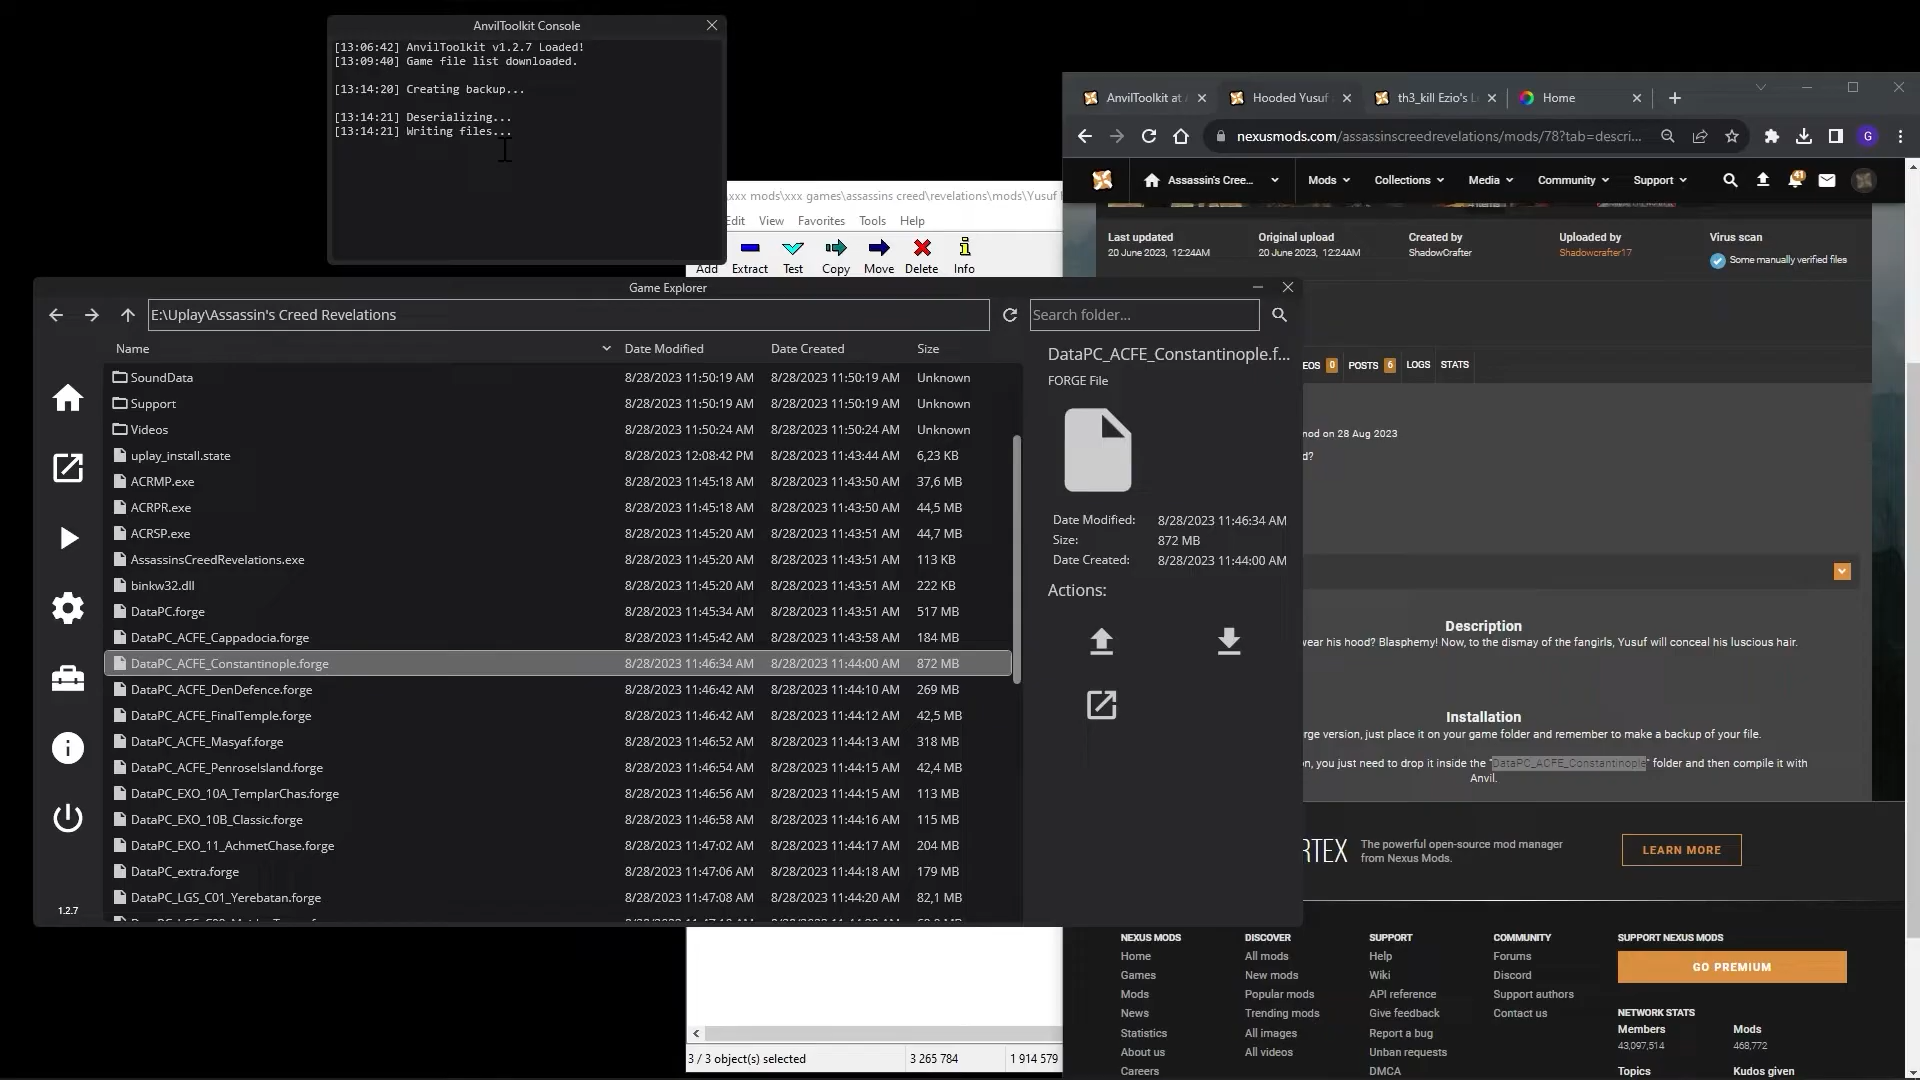 AnvilToolkit Console
[13:06:42] AnvilToolkit v1.2.7 Loaded!
[13:09:40] Game file list downloaded.
[13:14:20] Creating backup...
[13:14:21] Deserializing...
[13:14:21] Writing files...
xxx mods\xxx games\assassins creed\revelations\mods\Yusuf
Edit View Favorites Tools Help
Add Extract Test Copy Move Delete Info
AnvilToolkit at Hooded Yusuf th3_kill Ezio's L Home
nexusmods.com/assassinscreedrevelations/mods/78?tab=descri... G
Assassin's Cree... Mods Collections Media Community Support 41
Last updated Original upload Created by Uploaded by Virus scan
20 June 2023, 12:24AM 20 June 2023, 12:24AM ShadowCrafter Shadowcrafter17 Some manually verified files
EOS 0 POSTS 6 LOGS STATS
mod on 28 Aug 2023
d?
Description
wear his hood? Blasphemy! Now, to the dismay of the fangirls, Yusuf will conceal his luscious hair.
Installation
rge version, just place it on your game folder and remember to make a backup of your file.
n, you just need to drop it inside the "DataPC_ACFE_Constantinople" folder and then compile it with
Anvil.
RTEX The powerful open-source mod manager
from Nexus Mods.
LEARN MORE
Game Explorer
E:\Uplay\Assassin's Creed Revelations Search folder...
Name Date Modified Date Created Size
SoundData 8/28/2023 11:50:19 AM 8/28/2023 11:50:19 AM Unknown
Support 8/28/2023 11:50:19 AM 8/28/2023 11:50:19 AM Unknown
Videos 8/28/2023 11:50:24 AM 8/28/2023 11:50:24 AM Unknown
uplay_install.state 8/28/2023 12:08:42 PM 8/28/2023 11:43:44 AM 6,23 KB
ACRMP.exe 8/28/2023 11:45:18 AM 8/28/2023 11:43:50 AM 37,6 MB
ACRPR.exe 8/28/2023 11:45:18 AM 8/28/2023 11:43:50 AM 44,5 MB
ACRSP.exe 8/28/2023 11:45:20 AM 8/28/2023 11:43:51 AM 44,7 MB
AssassinsCreedRevelations.exe 8/28/2023 11:45:20 AM 8/28/2023 11:43:51 AM 113 KB
binkw32.dll 8/28/2023 11:45:20 AM 8/28/2023 11:43:51 AM 222 KB
DataPC.forge 8/28/2023 11:45:34 AM 8/28/2023 11:43:51 AM 517 MB
DataPC_ACFE_Cappadocia.forge 8/28/2023 11:45:42 AM 8/28/2023 11:43:58 AM 184 MB
DataPC_ACFE_Constantinople.forge 8/28/2023 11:46:34 AM 8/28/2023 11:44:00 AM 872 MB
DataPC_ACFE_DenDefence.forge 8/28/2023 11:46:42 AM 8/28/2023 11:44:10 AM 269 MB
DataPC_ACFE_FinalTemple.forge 8/28/2023 11:46:42 AM 8/28/2023 11:44:12 AM 42,5 MB
DataPC_ACFE_Masyaf.forge 8/28/2023 11:46:52 AM 8/28/2023 11:44:13 AM 318 MB
DataPC_ACFE_PenroseIsland.forge 8/28/2023 11:46:54 AM 8/28/2023 11:44:15 AM 42,4 MB
DataPC_EXO_10A_TemplarChas.forge 8/28/2023 11:46:56 AM 8/28/2023 11:44:15 AM 113 MB
DataPC_EXO_10B_Classic.forge 8/28/2023 11:46:58 AM 8/28/2023 11:44:16 AM 115 MB
DataPC_EXO_11_AchmetChase.forge 8/28/2023 11:47:02 AM 8/28/2023 11:44:17 AM 204 MB
DataPC_extra.forge 8/28/2023 11:47:06 AM 8/28/2023 11:44:18 AM 179 MB
DataPC_LGS_C01_Yerebatan.forge 8/28/2023 11:47:08 AM 8/28/2023 11:44:20 AM 82,1 MB
DataPC_ACFE_Constantinople.f...
FORGE File
Date Modified: 8/28/2023 11:46:34 AM
Size: 872 MB
Date Created: 8/28/2023 11:44:00 AM
Actions:
1.2.7
3 / 3 object(s) selected 3 265 784 1 914 579
NEXUS MODS DISCOVER SUPPORT COMMUNITY SUPPORT NEXUS MODS
Home All mods Help Forums GO PREMIUM
Games New mods Wiki Discord
Mods Popular mods API reference Support authors
News Trending mods Give feedback Contact us NETWORK STATS
Statistics All images Report a bug Members Mods
About us All videos Unban requests 43,097,514 468,772
Careers DMCA Topics Kudos given